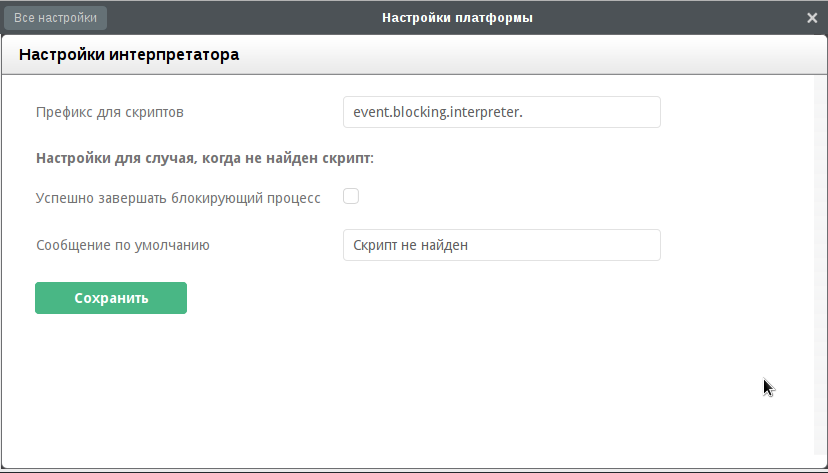 Все настройки
Настройки платформы
Настройки интерпретатора
Префикс для скриптов
event.blocking.interpreter.
Настройки для случая, когда не найден скрипт:
Успешно завершать блокирующий процесс
Сообщение по умолчанию
Скрипт не найден
Сохранить